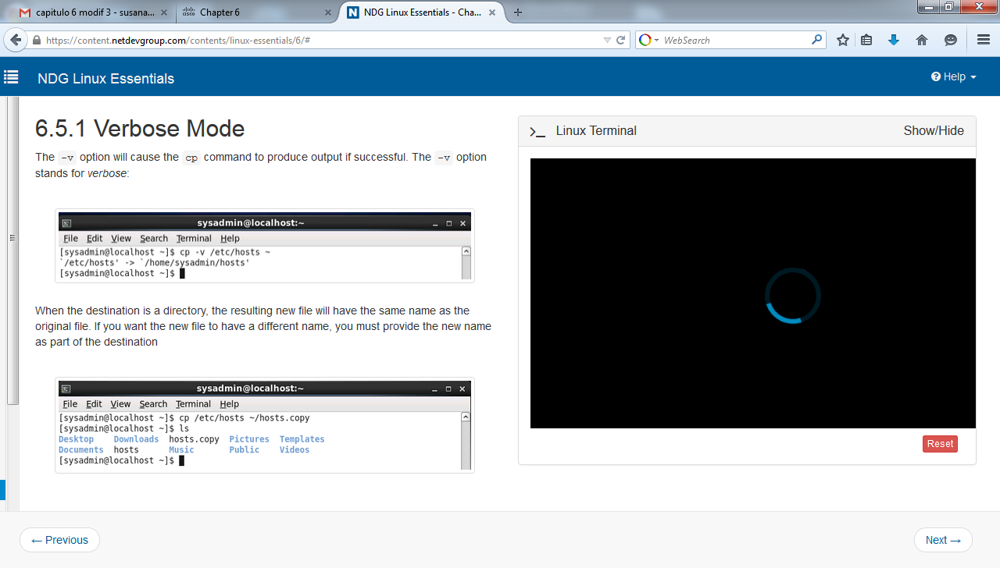 capitulo 6 modif 3 - susana...
Chapter 6
NDG Linux Essentials - Cha...
https://content.netdevgroup.com/contents/linux-essentials/6/#
WebSearch
NDG Linux Essentials
Help
6.5.1 Verbose Mode
The -v option will cause the cp command to produce output if successful. The -v option
stands for verbose:
sysadmin@localhost:~
File Edit View Search Terminal Help
[sysadmin@localhost ~]$ cp -v /etc/hosts ~
`/etc/hosts' -> `/home/sysadmin/hosts'
[sysadmin@localhost ~]$
When the destination is a directory, the resulting new file will have the same name as the
original file. If you want the new file to have a different name, you must provide the new name
as part of the destination
sysadmin@localhost:~
File Edit View Search Terminal Help
[sysadmin@localhost ~]$ cp /etc/hosts ~/hosts.copy
[sysadmin@localhost ~]$ ls
Desktop Downloads hosts.copy Pictures Templates
Documents hosts Music Public Videos
[sysadmin@localhost ~]$
>_ Linux Terminal
Show/Hide
Reset
← Previous
Next →